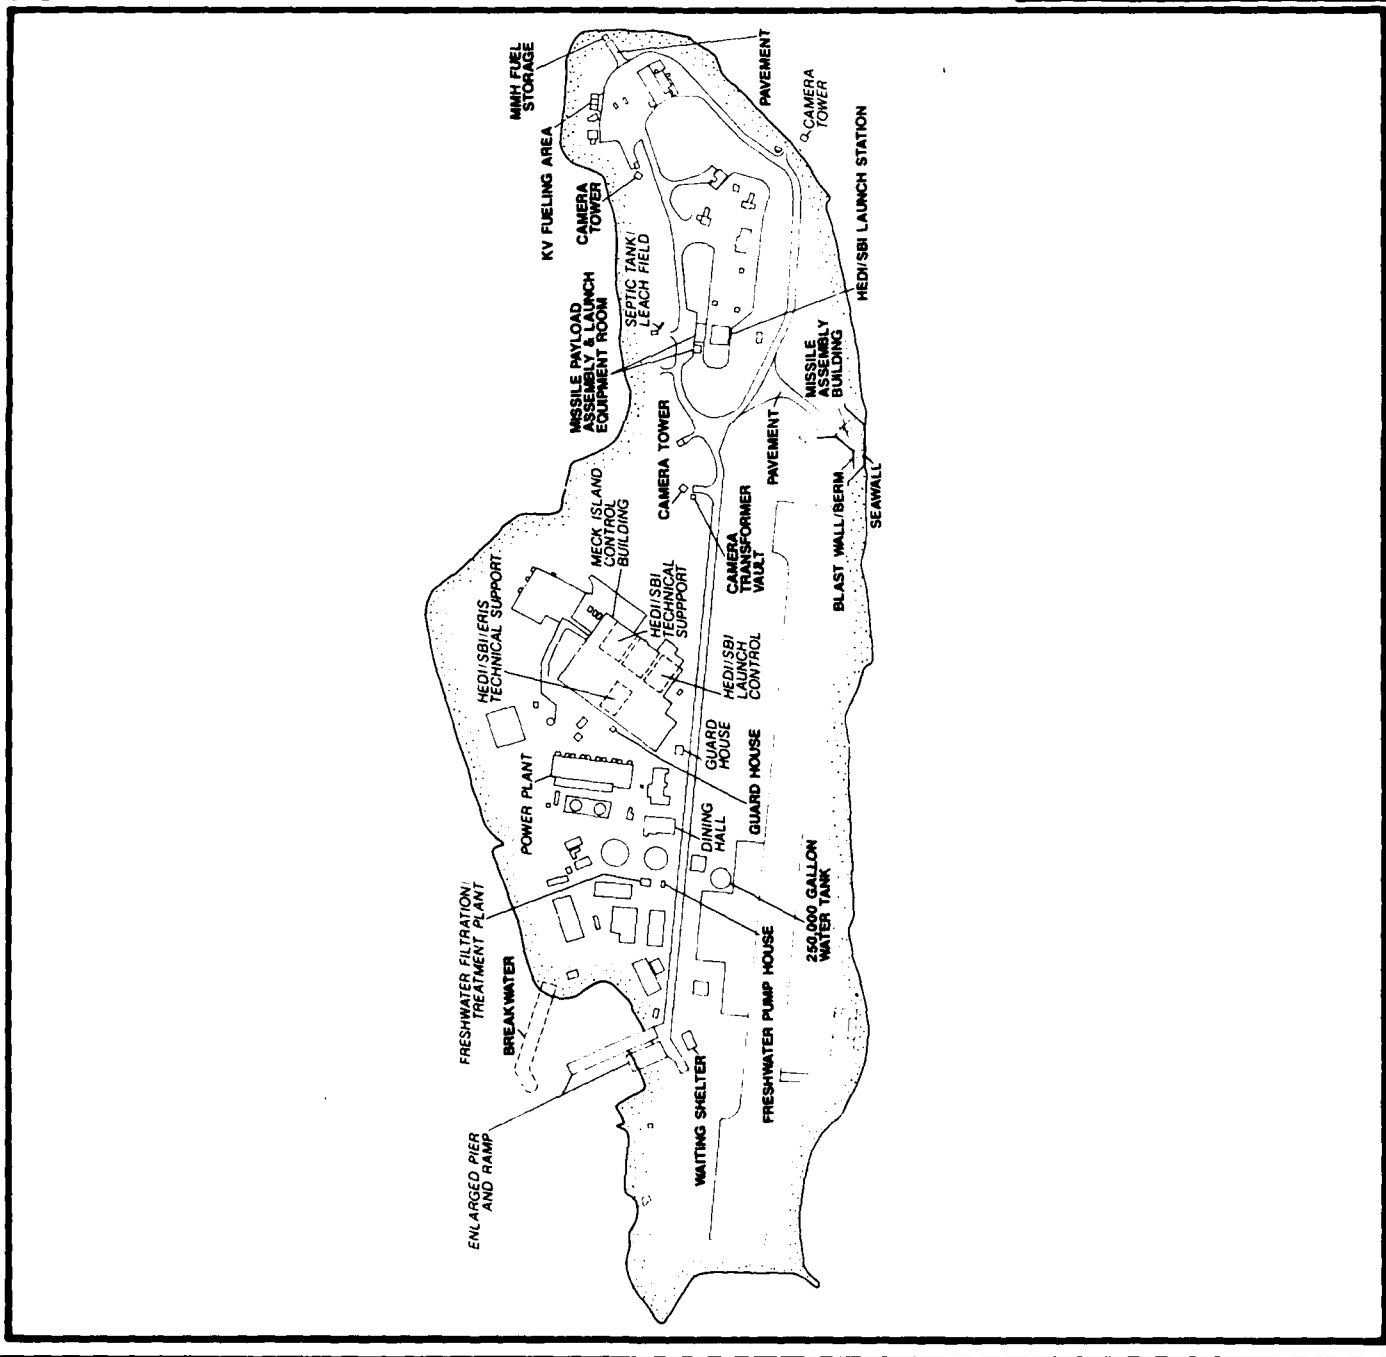 MMH FUEL
STORAGE
PAVEMENT
CAMERA
TOWER
KV FUELING AREA
CAMERA
TOWER
HEDI/SBI LAUNCH STATION
SEPTIC TANK/
LEACH FIELD
MISSILE PAYLOAD
ASSEMBLY & LAUNCH
EQUIPMENT ROOM
MISSILE
ASSEMBLY
BUILDING
CAMERA TOWER
PAVEMENT
SEAWALL
BLAST WALL/BERM
MECK ISLAND
CONTROL
BUILDING
CAMERA
TRANSFORMER
VAULT
HEDI/SBI/ERIS
TECHNICAL SUPPORT
HEDI/SBI
TECHNICAL
SUPPPORT
HEDI/SBI
LAUNCH
CONTROL
GUARD
HOUSE
GUARD HOUSE
POWER PLANT
DINING
HALL
250,000 GALLON
WATER TANK
FRESHWATER FILTRATION/
TREATMENT PLANT
BREAKWATER
FRESHWATER PUMP HOUSE
WAITING SHELTER
ENLARGED PIER
AND RAMP